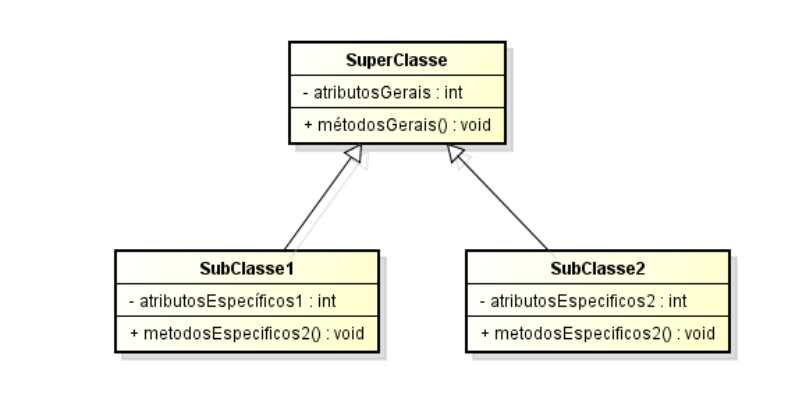 SuperClasse
- atributosGerais : int
+ métodosGerais() : void
SubClasse1
- atributosEspecíficos1 : int
+ metodosEspecificos2() : void
SubClasse2
- atributosEspecificos2 : int
+ metodosEspecificos2() : void